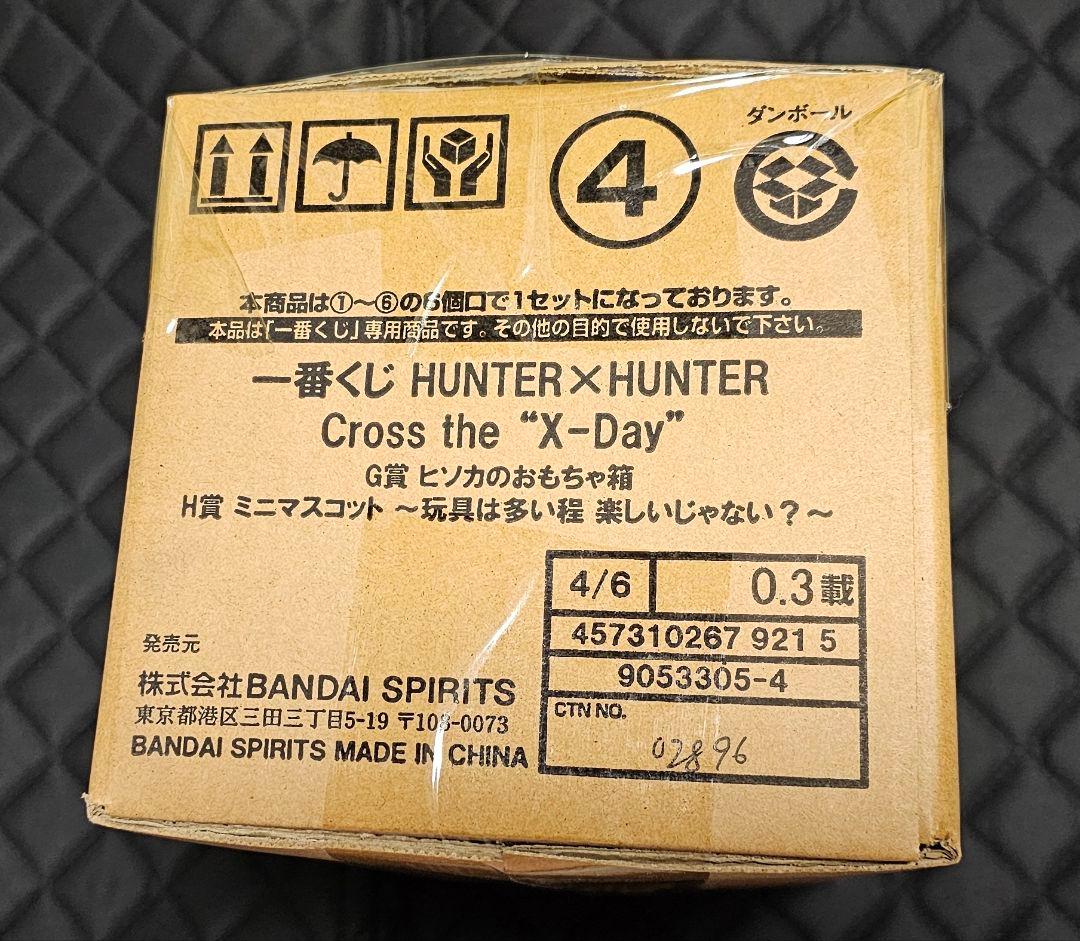 ④
ダンボール
本商品は①～⑥の6個口で1セットになっております。
本品は「一番くじ」専用商品です。その他の目的で使用しないで下さい。
一番くじ HUNTER×HUNTER
Cross the “X-Day”
G賞 ヒソカのおもちゃ箱
H賞 ミニマスコット ～玩具は多い程 楽しいじゃない？～
4/6 0.3載
457310267 921 5
9053305-4
CTN NO.
02896
発売元
株式会社BANDAI SPIRITS
東京都港区三田三丁目5-19 〒108-0073
BANDAI SPIRITS MADE IN CHINA